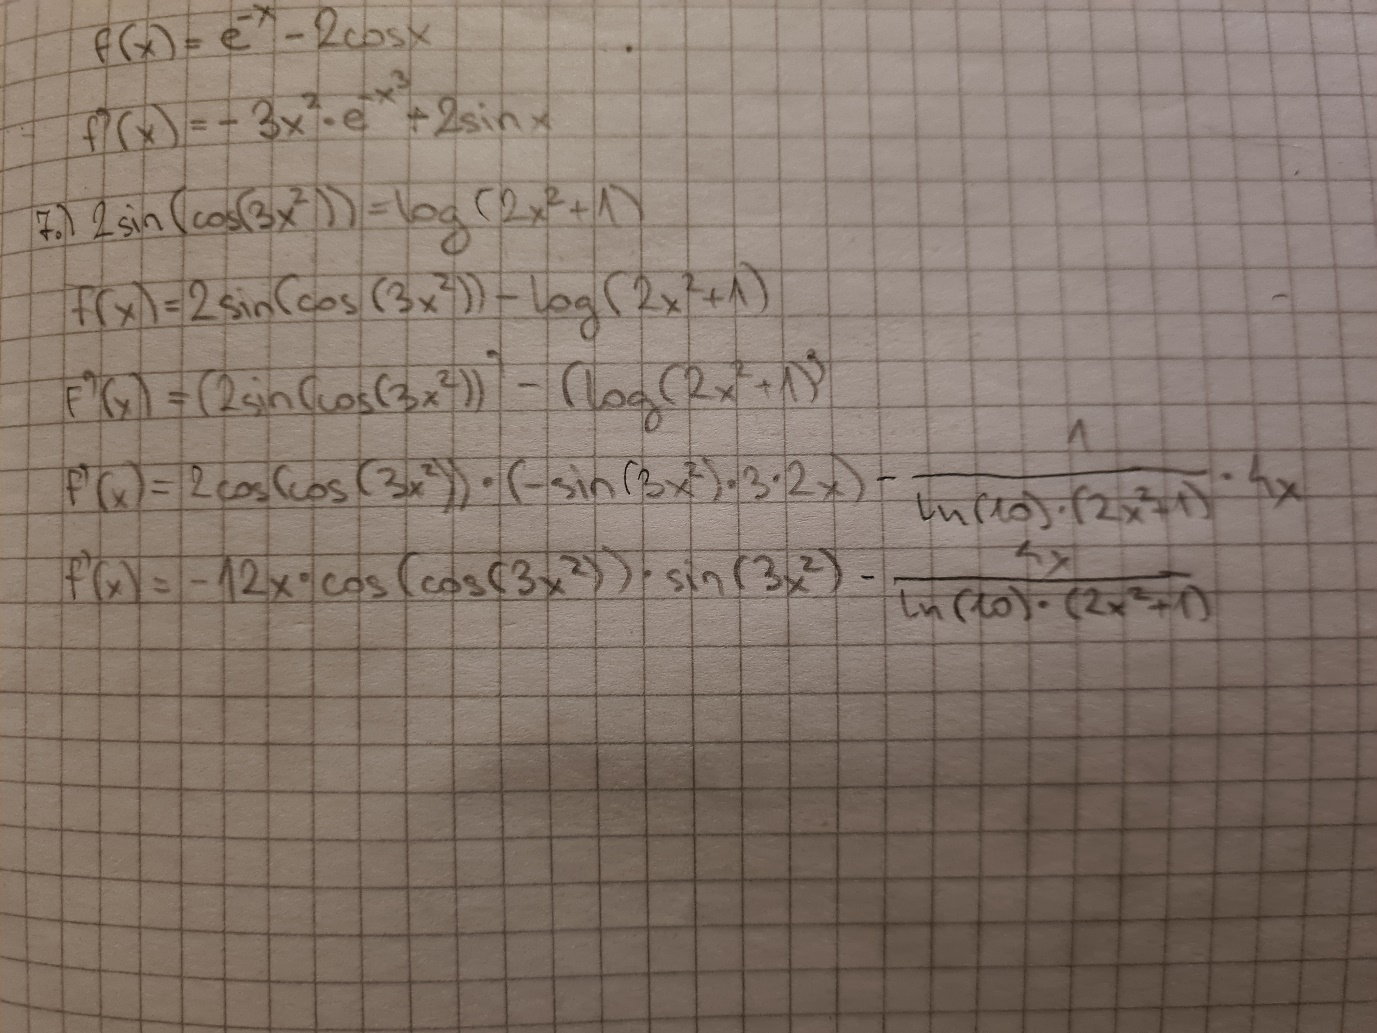 f(x) = e^-x - 2cosx
f'(x) = - 3x² · e^-x³ + 2sin x
7.) 2sin(cos(3x²)) = log(2x²+1)
f(x) = 2sin(cos(3x²)) - log(2x²+1)
F'(x) = (2sin(cos(3x²))' - (log(2x²+1)'
f'(x) = 2cos(cos(3x²)) · (-sin(3x²)·3·2x) - 1/(ln(10)·(2x²+1)) · 4x
f'(x) = -12x · cos(cos(3x²)) · sin(3x²) - 4x/(ln(10)·(2x²+1))